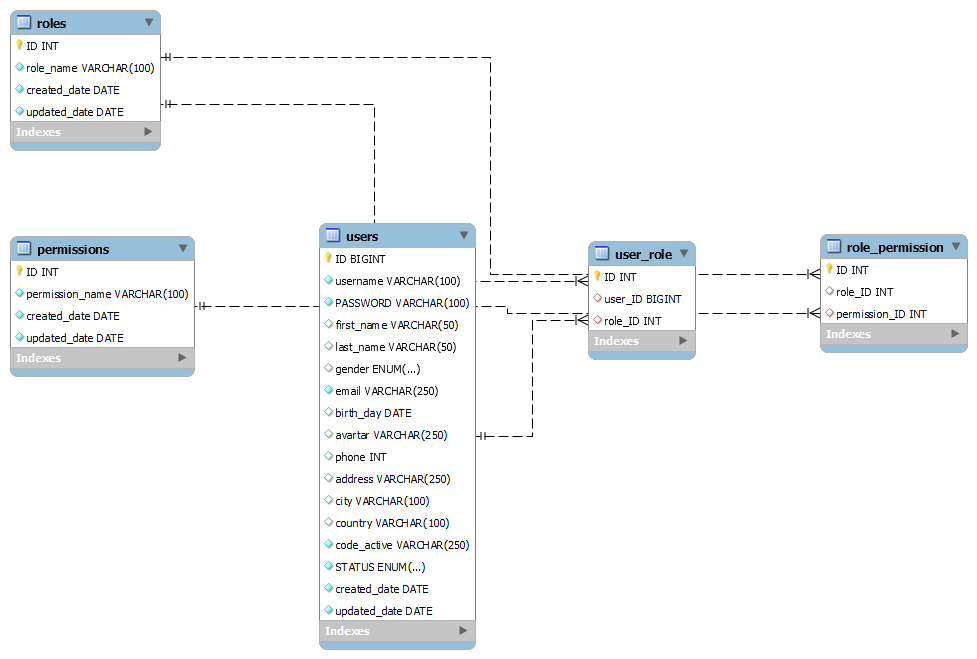 roles
ID INT
role_name VARCHAR(100)
created_date DATE
updated_date DATE
Indexes
permissions
ID INT
permission_name VARCHAR(100)
created_date DATE
updated_date DATE
Indexes
users
ID BIGINT
username VARCHAR(100)
PASSWORD VARCHAR(100)
first_name VARCHAR(50)
last_name VARCHAR(50)
gender ENUM(...)
email VARCHAR(250)
birth_day DATE
avartar VARCHAR(250)
phone INT
address VARCHAR(250)
city VARCHAR(100)
country VARCHAR(100)
code_active VARCHAR(250)
STATUS ENUM(...)
created_date DATE
updated_date DATE
Indexes
user_role
ID INT
user_ID BIGINT
role_ID INT
Indexes
role_permission
ID INT
role_ID INT
permission_ID INT
Indexes